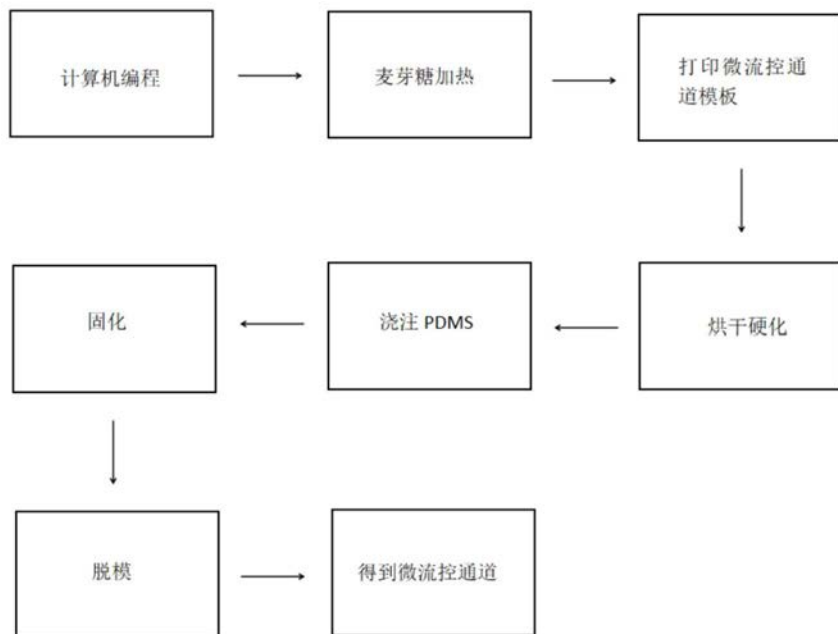 计算机编程
麦芽糖加热
打印微流控通
道模板
烘干硬化
浇注 PDMS
固化
脱模
得到微流控通道